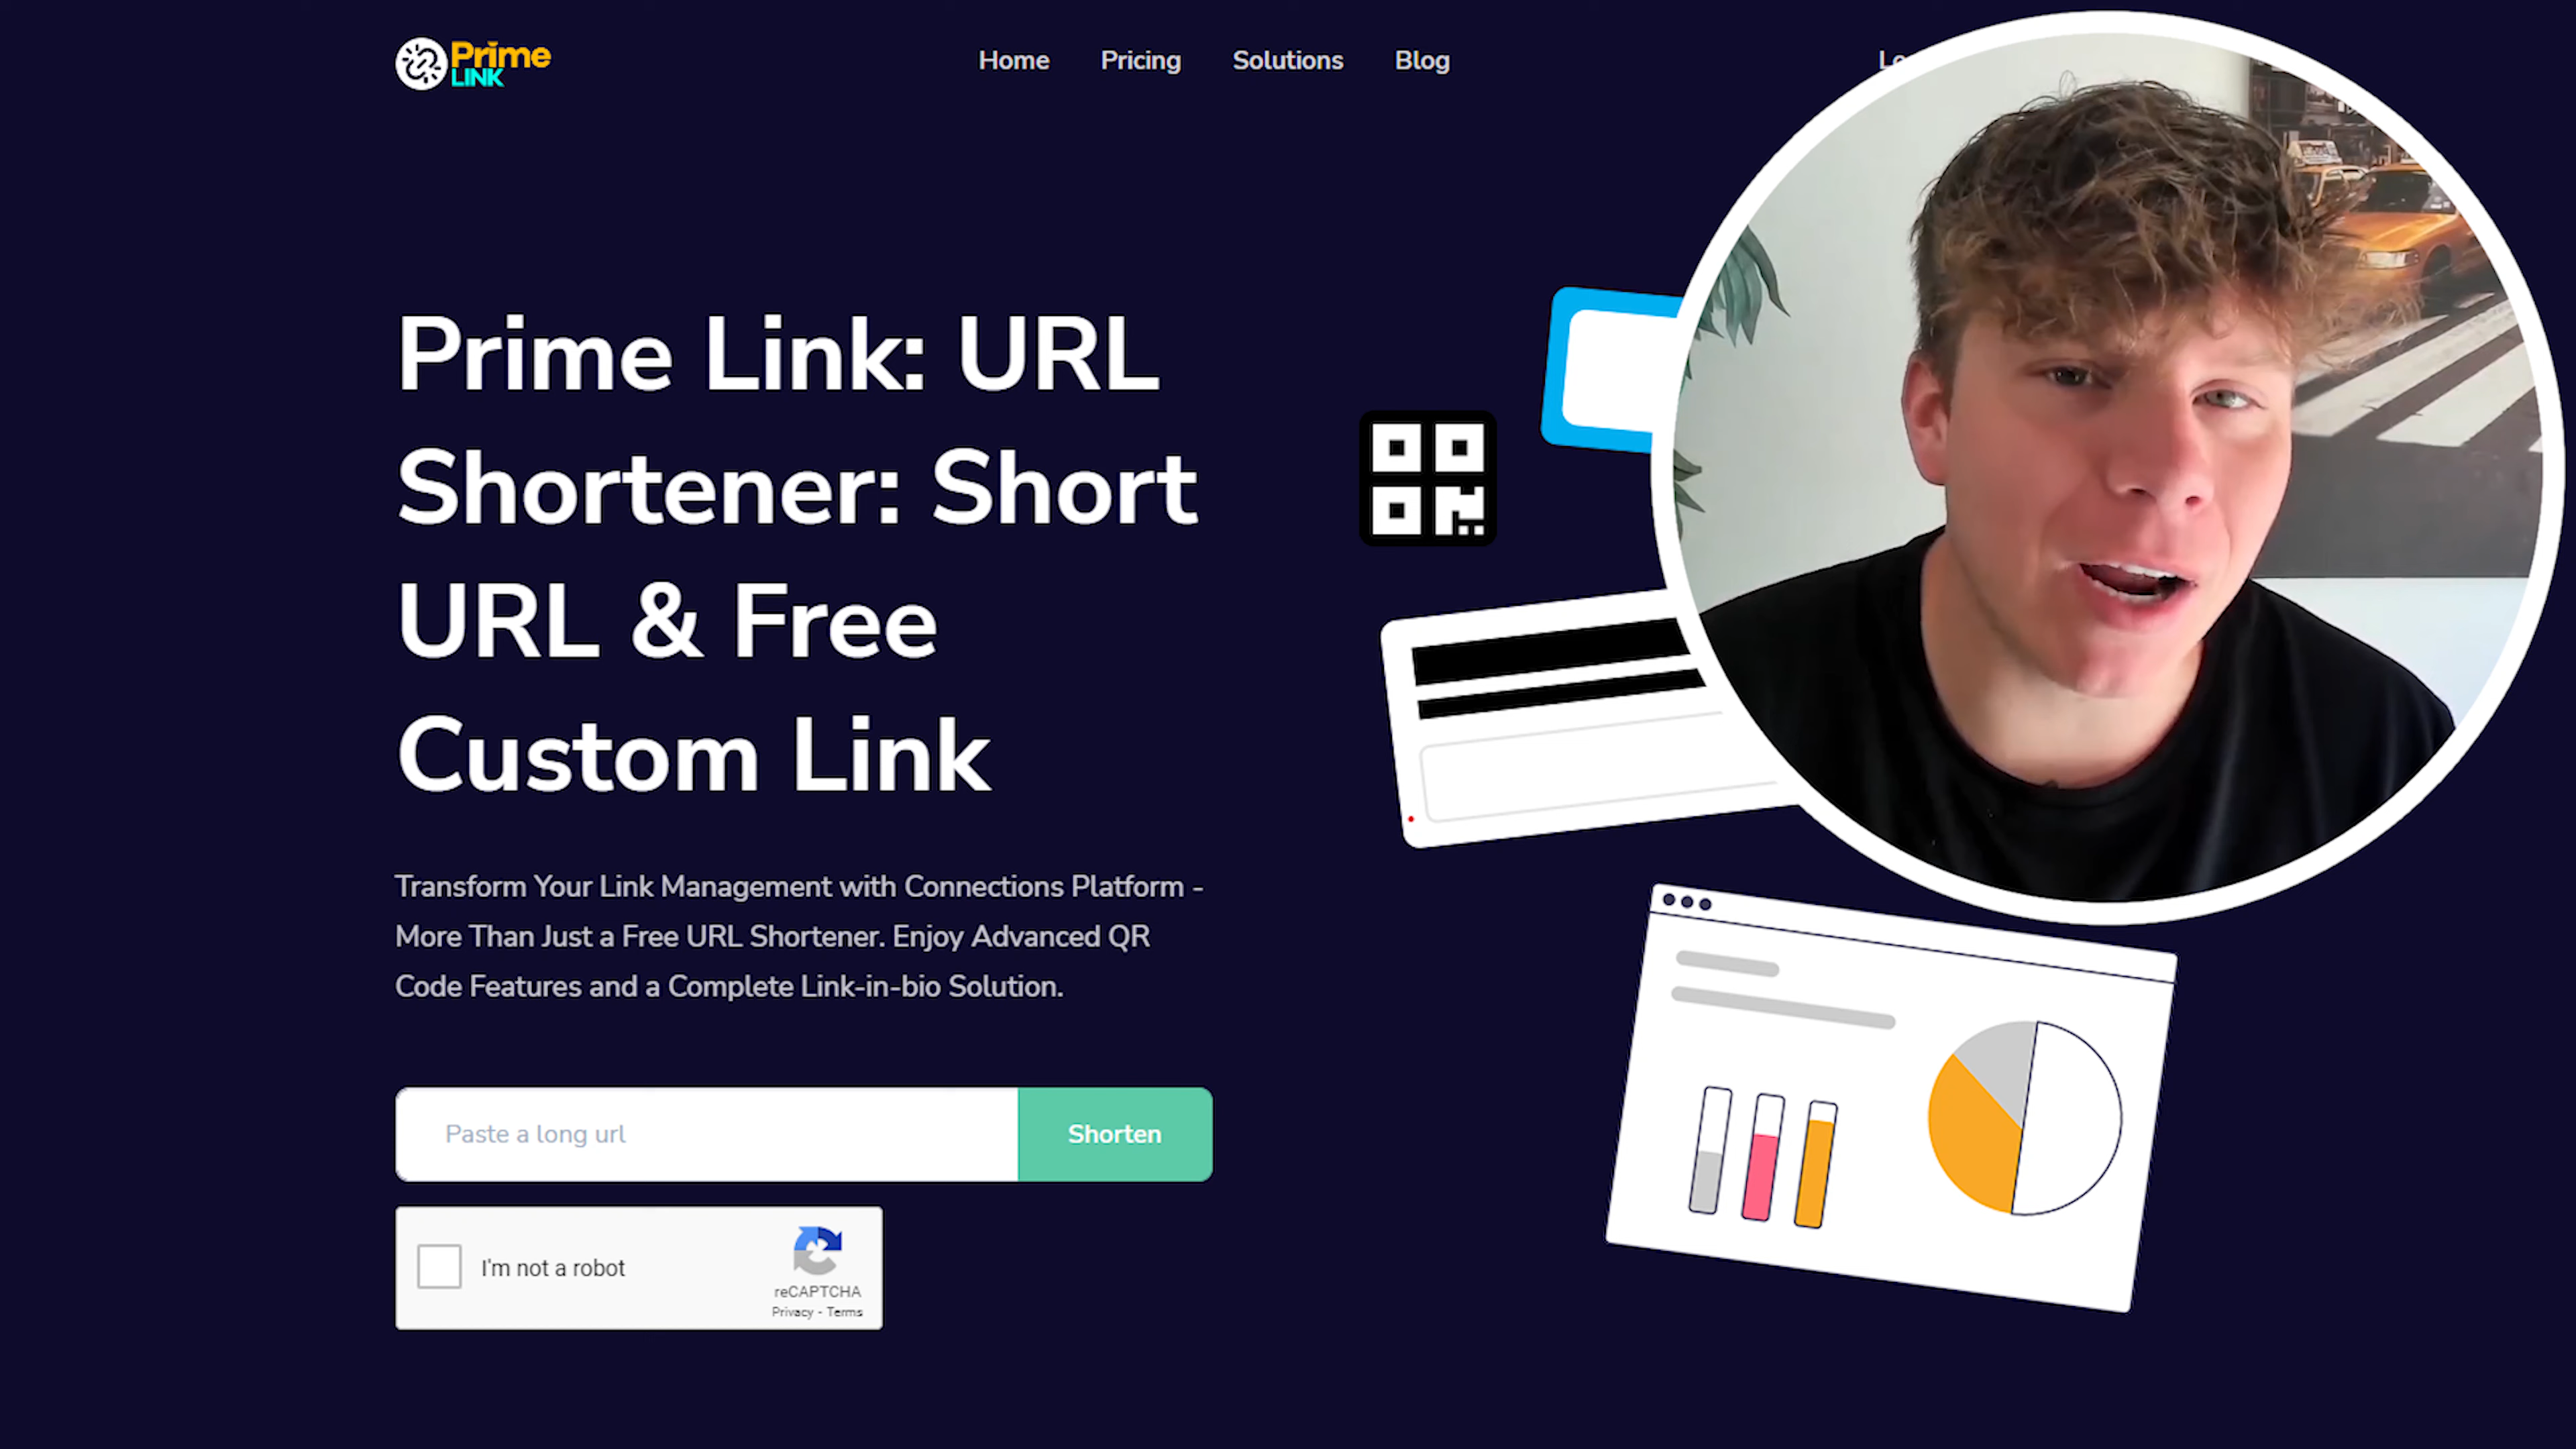 Prime
LINK
Home
Pricing
Solutions
Blog
Prime Link: URL
Shortener: Short
URL & Free
Custom Link
Transform Your Link Management with Connections Platform -
More Than Just a Free URL Shortener. Enjoy Advanced QR
Code Features and a Complete Link-in-bio Solution.
Paste a long url
Shorten
I'm not a robot
reCAPTCHA
Privacy - Terms